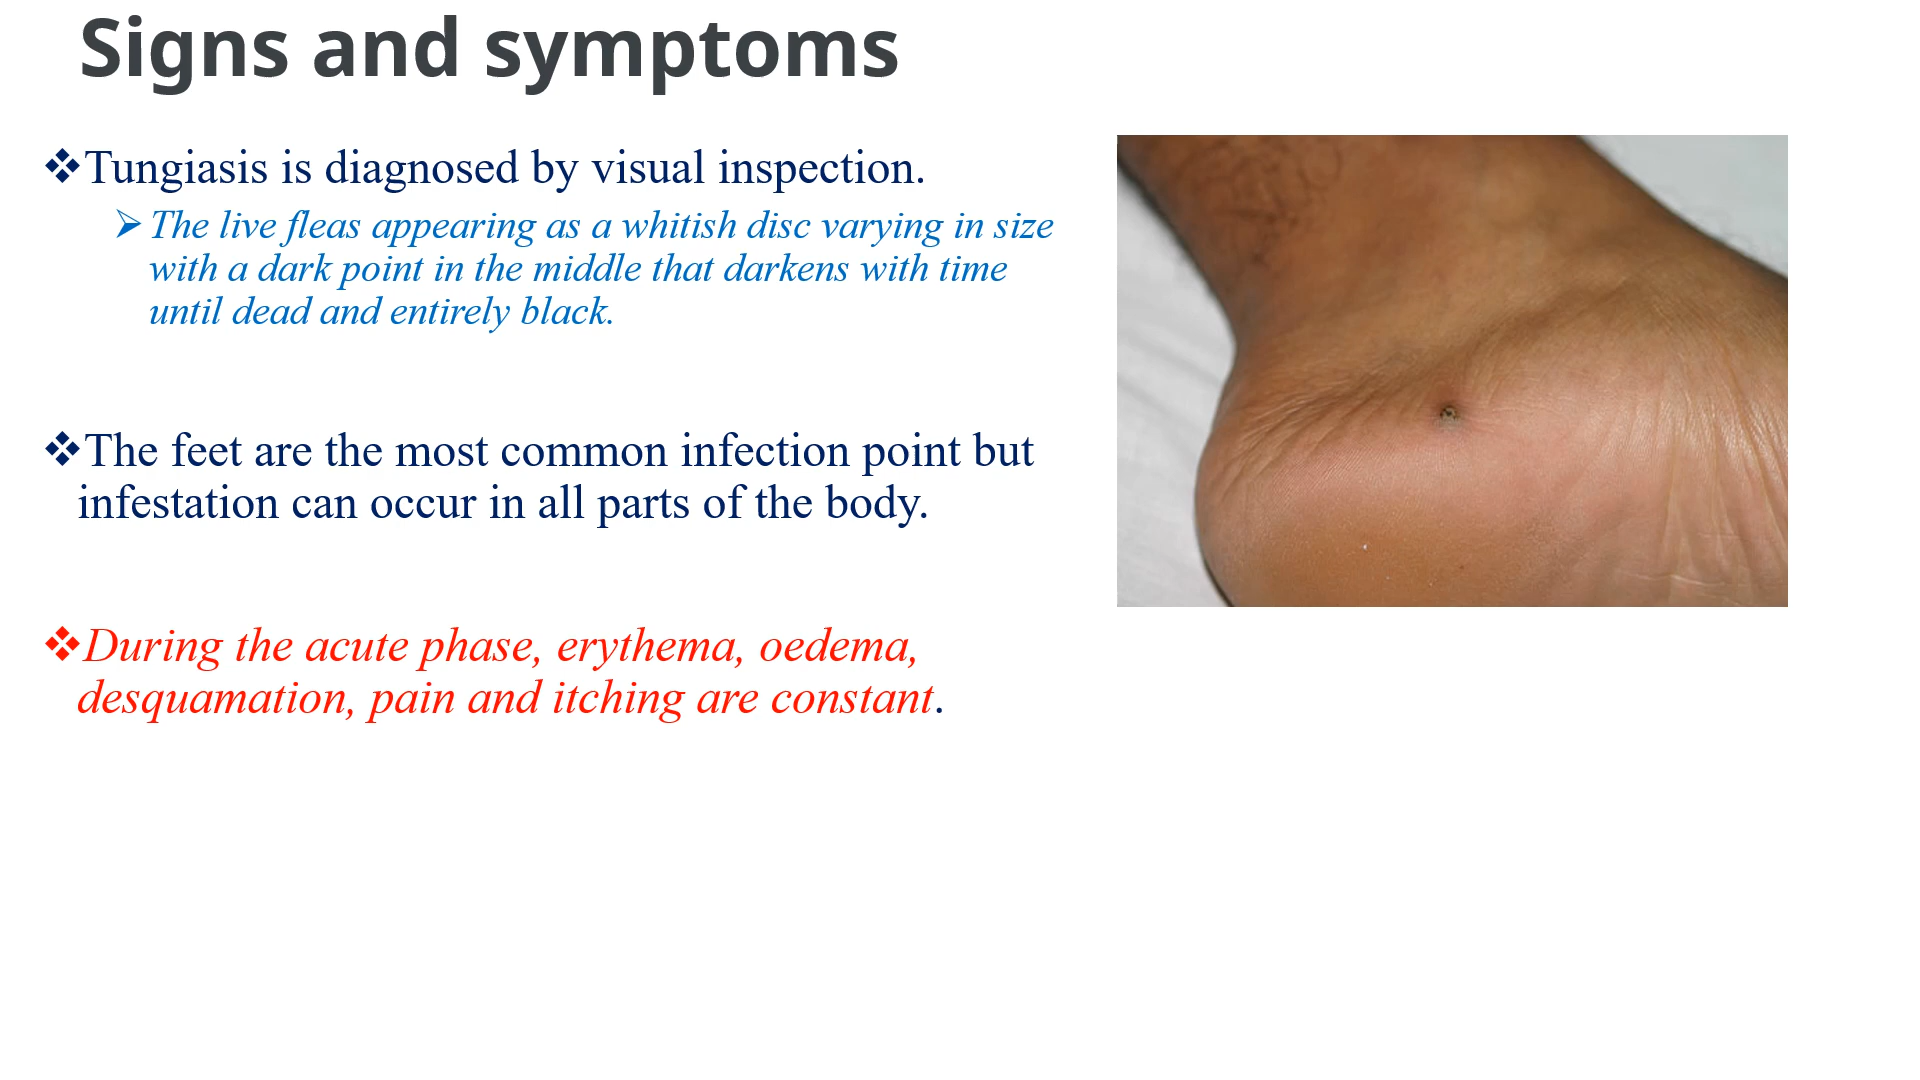 Signs and symptoms
❖Tungiasis is diagnosed by visual inspection.
➢The live fleas appearing as a whitish disc varying in size
with a dark point in the middle that darkens with time
until dead and entirely black.
❖The feet are the most common infection point but
infestation can occur in all parts of the body.
❖During the acute phase, erythema, oedema,
desquamation, pain and itching are constant.